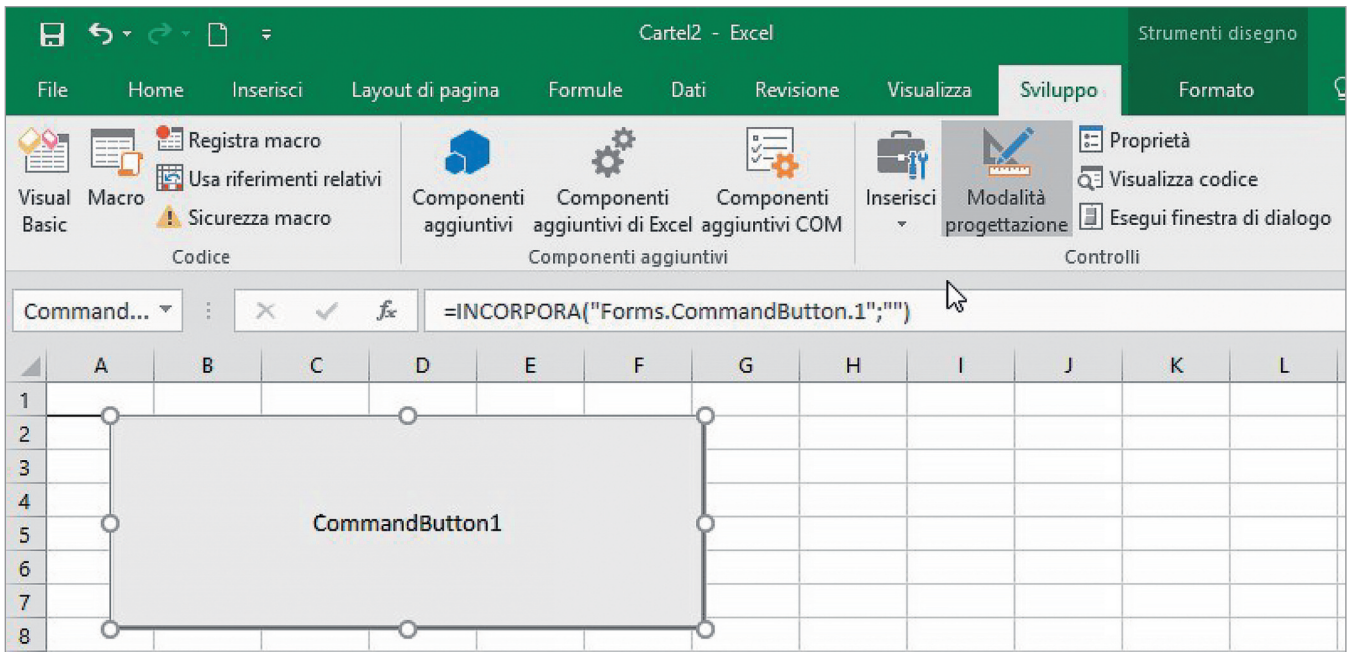 Cartel2 - Excel
Strumenti disegno
File Home Inserisci Layout di pagina Formule Dati Revisione Visualizza Sviluppo Formato
Visual Basic
Macro
Registra macro
Usa riferimenti relativi
Sicurezza macro
Codice
Componenti aggiuntivi
Componenti aggiuntivi di Excel
Componenti aggiuntivi COM
Componenti aggiuntivi
Inserisci
Modalità progettazione
Proprietà
Visualizza codice
Esegui finestra di dialogo
Controlli
Command... fx =INCORPORA("Forms.CommandButton.1";"")
A B C D E F G H I J K L
1
2
3
4
CommandButton1
5
6
7
8